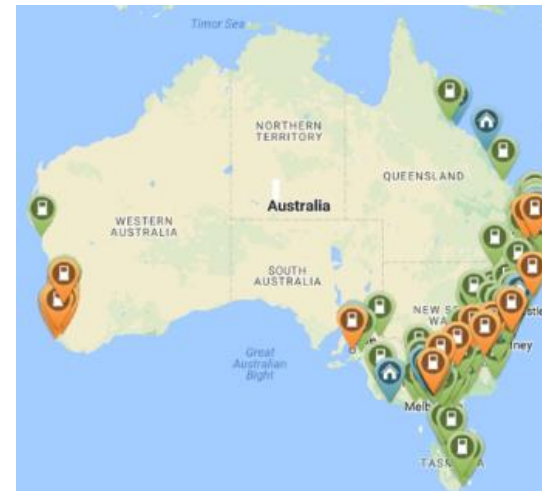 Timor Sea
NORTHERN
TERRITORY
QUEENSLAND
Australia
WESTERN
AUSTRALIA
SOUTH
AUSTRALIA
Great
Australian
Bight